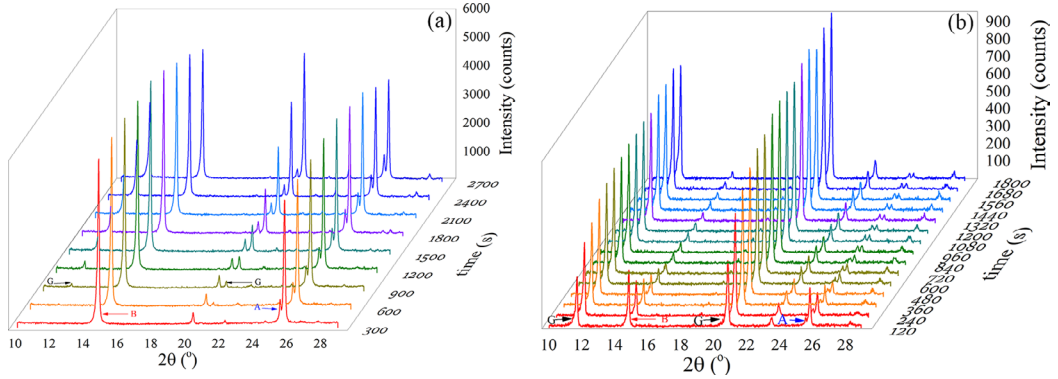 (a)
6000
5000
4000
3000
2000
1000
Intensity (counts)
2700
2400
2100
1800
1500
1200
900
600
300
time (s)
G
G
A
B
10 12 14 16 18 20 22 24 26 28
2θ (°)
(b)
900
800
700
600
500
400
300
200
100
Intensity (counts)
1800
1680
1560
1440
1320
1200
1080
960
840
720
600
480
360
240
120
time (s)
G
B
G
A
10 12 14 16 18 20 22 24 26 28
2θ (°)